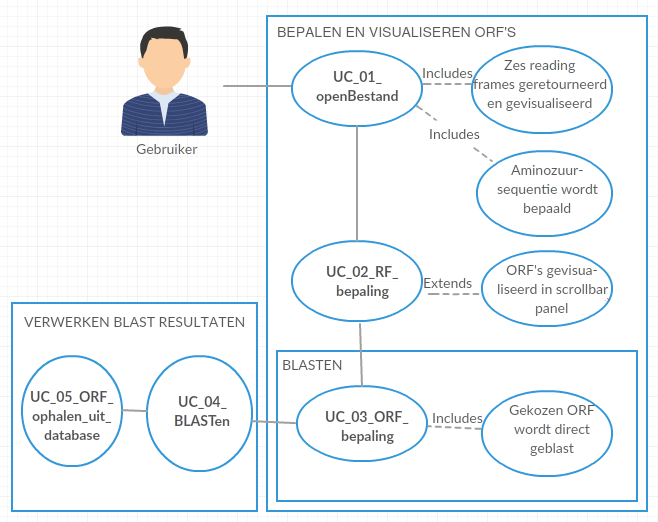 BEPALEN EN VISUALISEREN ORF'S
Gebruiker
UC_01_
openBestand
Includes
Zes reading
frames geretourneerd
en gevisualiseerd
Includes
Aminozuur-
sequentie wordt
bepaald
UC_02_RF_
bepaling
Extends
ORF's gevisua-
liseerd in scrollbar
panel
VERWERKEN BLAST RESULTATEN
UC_05_ORF_
ophalen_uit_
database
UC_04_
BLASTen
BLASTEN
UC_03_ORF_
bepaling
Includes
Gekozen ORF
wordt direct
geblast